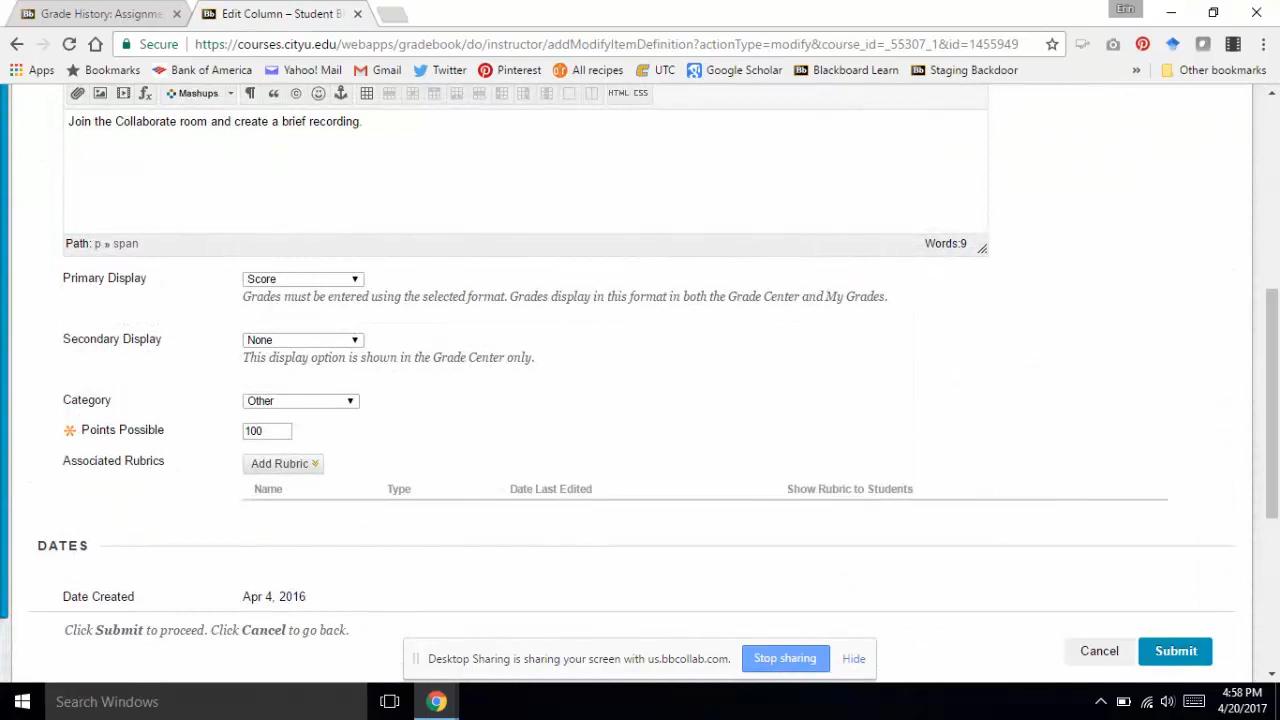 Grade History: Assignme
Edit Column – Student B
Erin
Secure
https://courses.cityu.edu/webapps/gradebook/do/instructor/addModifyItemDefinition?actionType=modify&course_id=_55307_1&id=1455949
Apps
Bookmarks
Bank of America
Yahoo! Mail
Gmail
Twitter
Pinterest
All recipes
UTC
Google Scholar
Blackboard Learn
Staging Backdoor
»
Other bookmarks
Mashups
HTML CSS
Join the Collaborate room and create a brief recording.
Path: p » span
Words:9
Primary Display
Score
Grades must be entered using the selected format. Grades display in this format in both the Grade Center and My Grades.
Secondary Display
None
This display option is shown in the Grade Center only.
Category
Other
Points Possible
100
Associated Rubrics
Add Rubric
Name
Type
Date Last Edited
Show Rubric to Students
DATES
Date Created
Apr 4, 2016
Click Submit to proceed. Click Cancel to go back.
Desktop Sharing is sharing your screen with us.bbcollab.com.
Stop sharing
Hide
Cancel
Submit
Search Windows
4:58 PM
4/20/2017